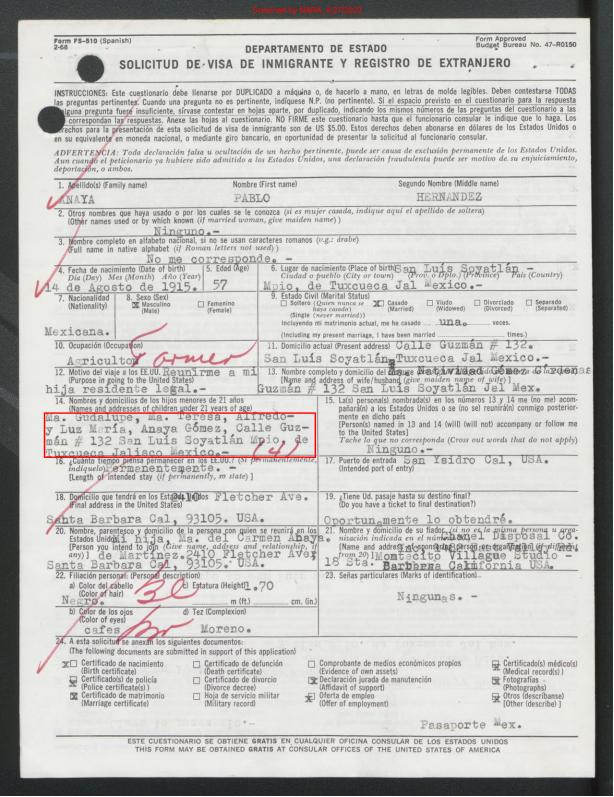 Scanned by NARA, 4/27/2022
Form FS-510 (Spanish)
2-68
Form Approved
Budget Bureau No. 47-R0150
DEPARTAMENTO DE ESTADO
SOLICITUD DE VISA DE INMIGRANTE Y REGISTRO DE EXTRANJERO
INSTRUCCIONES: Este cuestionario debe llenarse por DUPLICADO a máquina o, de hacerlo a mano, en letras de molde legibles. Deben contestarse TODAS
las preguntas pertinentes. Cuando una pregunta no es pertinente, indíquese N.P. (no pertinente). Si el espacio previsto en el cuestionario para la respuesta
alguna pregunta fuere insuficiente, sírvase contestar en hojas aparte, por duplicado, indicando los mismos números de las preguntas del cuestionario a las
correspondan las respuestas. Anexe las hojas al cuestionario. NO FIRME este cuestionario hasta que el funcionario consular le indique que lo haga. Los
derechos para la presentación de esta solicitud de visa de inmigrante son de US $5.00. Estos derechos deben abonarse en dólares de los Estados Unidos o
en su equivalente en moneda nacional, o mediante giro bancario, en oportunidad de presentar la solicitud al funcionario consular.
ADVERTENCIA: Toda declaración falsa u ocultación de un hecho pertinente, puede ser causa de exclusión permanente de los Estados Unidos.
Aun cuando el peticionario ya hubiere sido admitido a los Estados Unidos, una declaración fraudulenta puede ser motivo de su enjuiciamiento,
deportación, o ambos.
1. Apellido(s) (Family name) Nombre (First name) Segundo Nombre (Middle name)
ANAYA PABLO HERNANDEZ
2. Otros nombres que haya usado o por los cuales se le conozca (si es mujer casada, indique aquí el apellido de soltera)
(Other names used or by which known (if married woman, give maiden name))
Ninguno.-
3. Nombre completo en alfabeto nacional, si no se usan caracteres romanos (v.g.: árabe)
(Full name in native alphabet (if Roman letters not used))
No me corresponde. -
4. Fecha de nacimiento (Date of birth)
Día (Day) Mes (Month) Año (Year)
14 de Agosto de 1915.
5. Edad (Age)
57
6. Lugar de nacimiento (Place of birth) San Luis Soyatlán -
Ciudad o pueblo (City or town) (Prov. o Dpto.) (Province) País (Country)
Mpio, de Tuxcueca Jal Mexico.-
7. Nacionalidad
(Nationality)
Mexicana.
8. Sexo (Sex)
Masculino
(Male)
Femenino
(Female)
9. Estado Civil (Marital Status)
Soltero (Quien nunca se haya casado)
(Single (never married))
Casado
(Married)
Viudo
(Widowed)
Divorciado
(Divorced)
Separado
(Separated)
Incluyendo mi matrimonio actual, me he casado una. veces.
(Including my present marriage, I have been married times.)
10. Ocupación (Occupation)
Agricultor Farmer
11. Domicilio actual (Present address) Calle Guzmán # 132.
San Luis Soyatlán Tuxcueca Jal Mexico.-
12. Motivo del viaje a los EE.UU. Reunirme a mi
(Purpose in going to the United States)
hija residente legal.-
13. Nombre completo y domicilio de Ma. Natividad Gómez Cárdenas
[Name and address of wife/husband (give maiden name of wife)]
Guzmán # 132 San Luis Soyatlán Jal Mex.
14. Nombres y domicilios de los hijos menores de 21 años
(Names and addresses of children under 21 years of age)
Ma. Guadalupe, Ma. Teresa, Alfredo-
y Luz María, Anaya Gómez, Calle Guz-
mán # 132 San Luis Soyatlán Mpio, de
Tuxcueca Jalisco Mexico.- (4)
15. La(s) persona(s) nombrada(s) en los números 13 y 14 (no me) acom-
pañará(n) a los Estados Unidos (no se reunirá(n) conmigo posterior-
mente en dicho país
[Person(s) named in 13 and 14 (will) (will not) accompany or follow me
to the United States]
Tache lo que no corresponda (Cross out words that do not apply)
Ninguno.-
16. ¿Cuánto tiempo piensa permanecer en (Si permanentemente,
indíquelo) Permanentemente. -
[Length of intended stay (if permanently, so state)]
17. Puerto de entrada San Ysidro Cal, USA.
(Intended port of entry)
18. Domicilio que tendrá en los Estados Unidos 2410 Fletcher Ave.
(Final address in the United States)
Santa Barbara Cal, 93105. USA.
19. ¿Tiene Ud. pasaje hasta su destino final?
(Do you have a ticket to final destination?)
Oportunamente lo obtendré.
20. Nombre, parentesco y domicilio de la persona con quien se reunirá en los
Estados Unidos Mi hija, Ma. del Carmen Anaya
[Person you intend to join (Give name, address and relationship, if
any)] de Martinez.2410 Fletcher Ave,
Santa Barbara Cal, 93105. USA.
21. Nombre y domicilio de su fiador (si no es la misma persona u orga-
nización indicada en el núm. Chanel Disposal Co.
Montecito Village Studio -
18 Sta. Barbara California USA.
22. Filiación personal (Personal description)
a) Color del cabello
(Color of hair)
Negro. Bl
c) Estatura (Height) 1.70
m (ft.) cm. (in.)
b) Color de los ojos
(Color of eyes)
cafes Br
d) Tez (Complexion)
Moreno.
23. Señas particulares (Marks of identification)
Ningunas. -
24. A esta solicitud se anexan los siguientes documentos:
(The following documents are submitted in support of this application)
Certificado de nacimiento
(Birth certificate)
Certificado(s) de policía
(Police certificate(s))
Certificado de matrimonio
(Marriage certificate)
Certificado de defunción
(Death certificate)
Certificado de divorcio
(Divorce decree)
Hoja de servicio militar
(Military record)
Comprobante de medios económicos propios
(Evidence of own assets)
Declaración jurada de manutención
(Affidavit of support)
Oferta de empleo
(Offer of employment)
Certificado(s) médico(s)
(Medical record(s))
Fotografías
(Photographs)
Otros (descríbanse)
(Other (describe))
Pasaporte Mex.
ESTE CUESTIONARIO SE OBTIENE GRATIS EN CUALQUIER OFICINA CONSULAR DE LOS ESTADOS UNIDOS
THIS FORM MAY BE OBTAINED GRATIS AT CONSULAR OFFICES OF THE UNITED STATES OF AMERICA